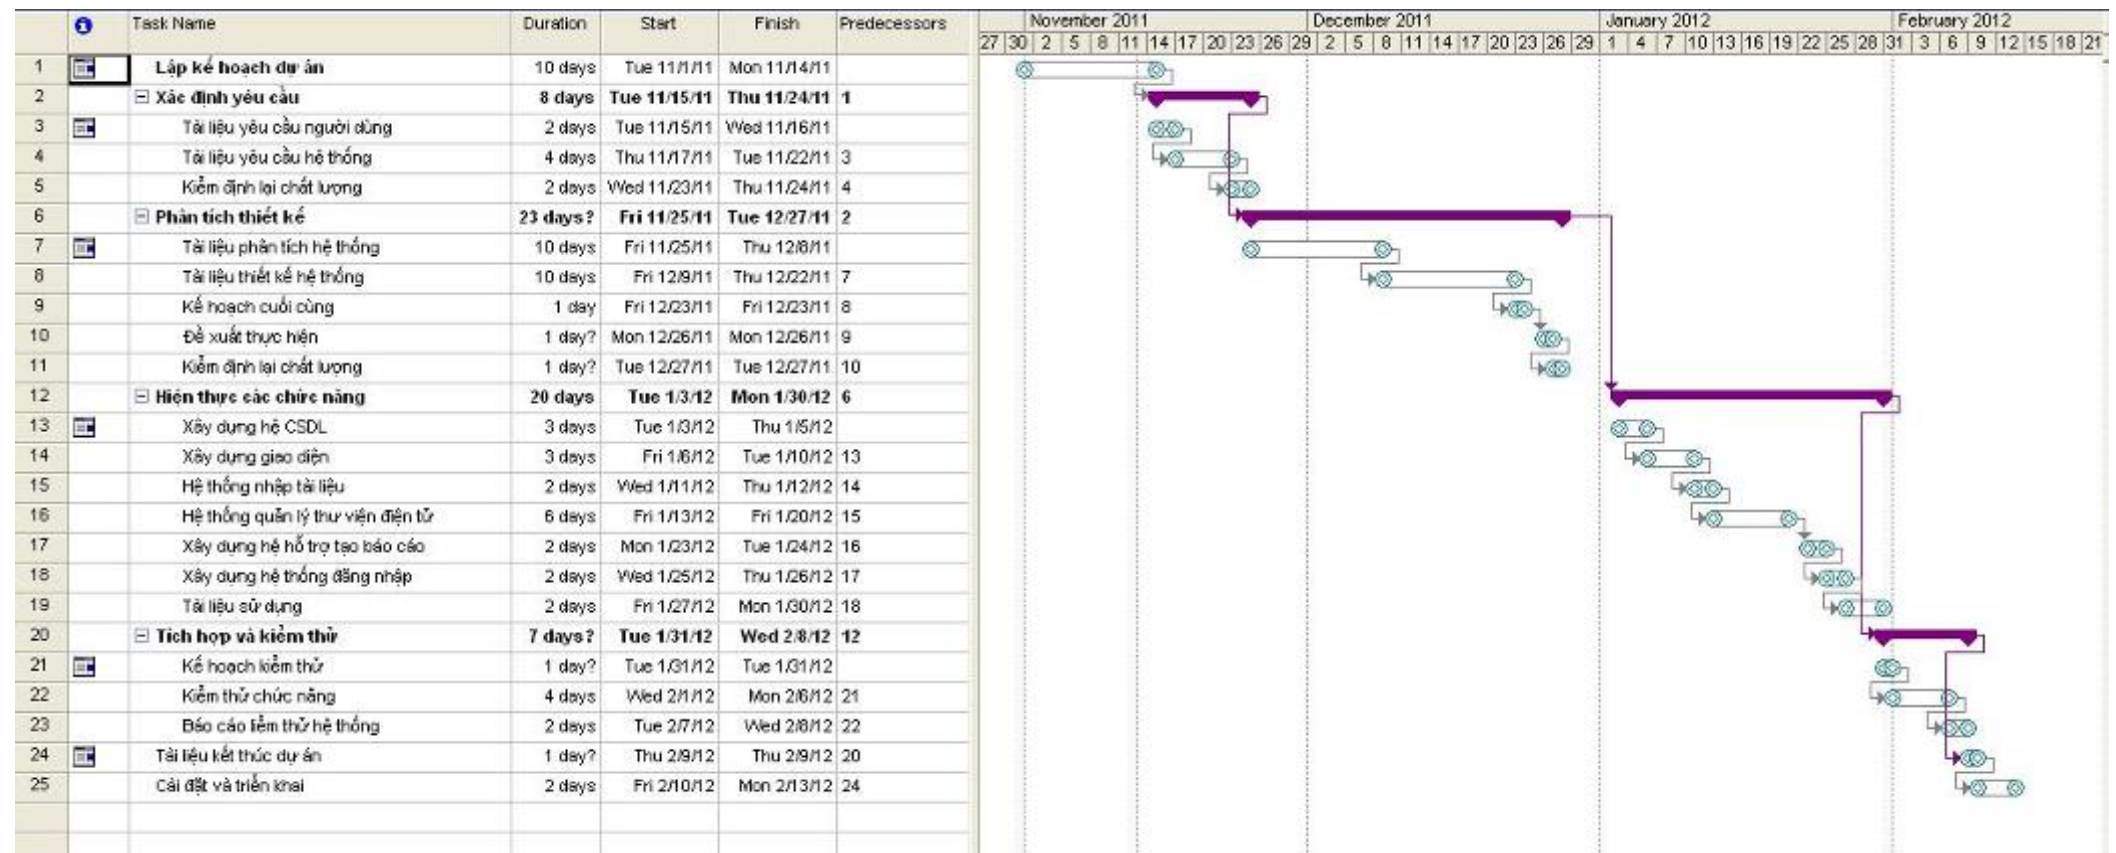 Task Name Duration Start Finish Predecessors
November 2011 December 2011 January 2012 February 2012
27 30 2 5 8 11 14 17 20 23 26 29 2 5 8 11 14 17 20 23 26 29 1 4 7 10 13 16 19 22 25 28 31 3 6 9 12 15 18 21
1 Lập kế hoạch dự án 10 days Tue 11/1/11 Mon 11/14/11
2 Xác định yêu cầu 8 days Tue 11/15/11 Thu 11/24/11 1
3 Tài liệu yêu cầu người dùng 2 days Tue 11/15/11 Wed 11/16/11
4 Tài liệu yêu cầu hệ thống 4 days Thu 11/17/11 Tue 11/22/11 3
5 Kiểm định lại chất lượng 2 days Wed 11/23/11 Thu 11/24/11 4
6 Phân tích thiết kế 23 days? Fri 11/25/11 Tue 12/27/11 2
7 Tài liệu phân tích hệ thống 10 days Fri 11/25/11 Thu 12/8/11
8 Tài liệu thiết kế hệ thống 10 days Fri 12/9/11 Thu 12/22/11 7
9 Kế hoạch cuối cùng 1 day Fri 12/23/11 Fri 12/23/11 8
10 Đề xuất thực hiện 1 day? Mon 12/26/11 Mon 12/26/11 9
11 Kiểm định lại chất lượng 1 day? Tue 12/27/11 Tue 12/27/11 10
12 Hiện thực các chức năng 20 days Tue 1/3/12 Mon 1/30/12 6
13 Xây dựng hệ CSDL 3 days Tue 1/3/12 Thu 1/5/12
14 Xây dựng giao diện 3 days Fri 1/6/12 Tue 1/10/12 13
15 Hệ thống nhập tài liệu 2 days Wed 1/11/12 Thu 1/12/12 14
16 Hệ thống quản lý thư viện điện tử 6 days Fri 1/13/12 Fri 1/20/12 15
17 Xây dựng hệ hỗ trợ tạo báo cáo 2 days Mon 1/23/12 Tue 1/24/12 16
18 Xây dựng hệ thống đăng nhập 2 days Wed 1/25/12 Thu 1/26/12 17
19 Tài liệu sử dụng 2 days Fri 1/27/12 Mon 1/30/12 18
20 Tích hợp và kiểm thử 7 days? Tue 1/31/12 Wed 2/8/12 12
21 Kế hoạch kiểm thử 1 day? Tue 1/31/12 Tue 1/31/12
22 Kiểm thử chức năng 4 days Wed 2/1/12 Mon 2/6/12 21
23 Báo cáo liểm thử hệ thống 2 days Tue 2/7/12 Wed 2/8/12 22
24 Tài liệu kết thúc dự án 1 day? Thu 2/9/12 Thu 2/9/12 20
25 Cài đặt và triển khai 2 days Fri 2/10/12 Mon 2/13/12 24